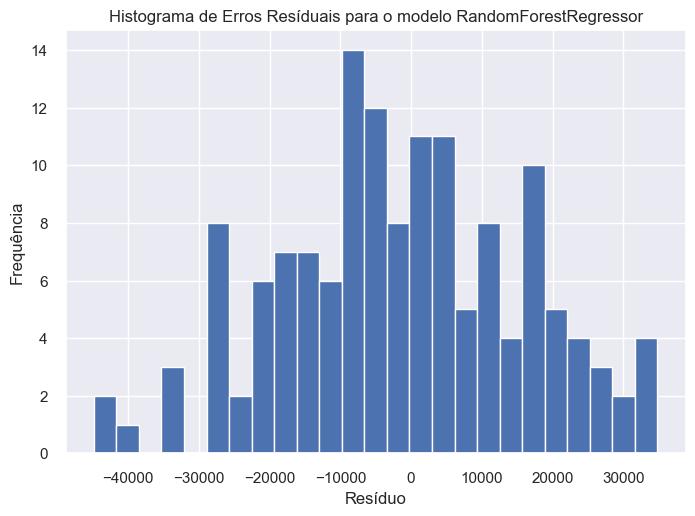 Histograma de Erros Resíduais para o modelo RandomForestRegressor
14
12
10
8
6
4
2
0
Frequência
−40000 −30000 −20000 −10000 0 10000 20000 30000
Resíduo